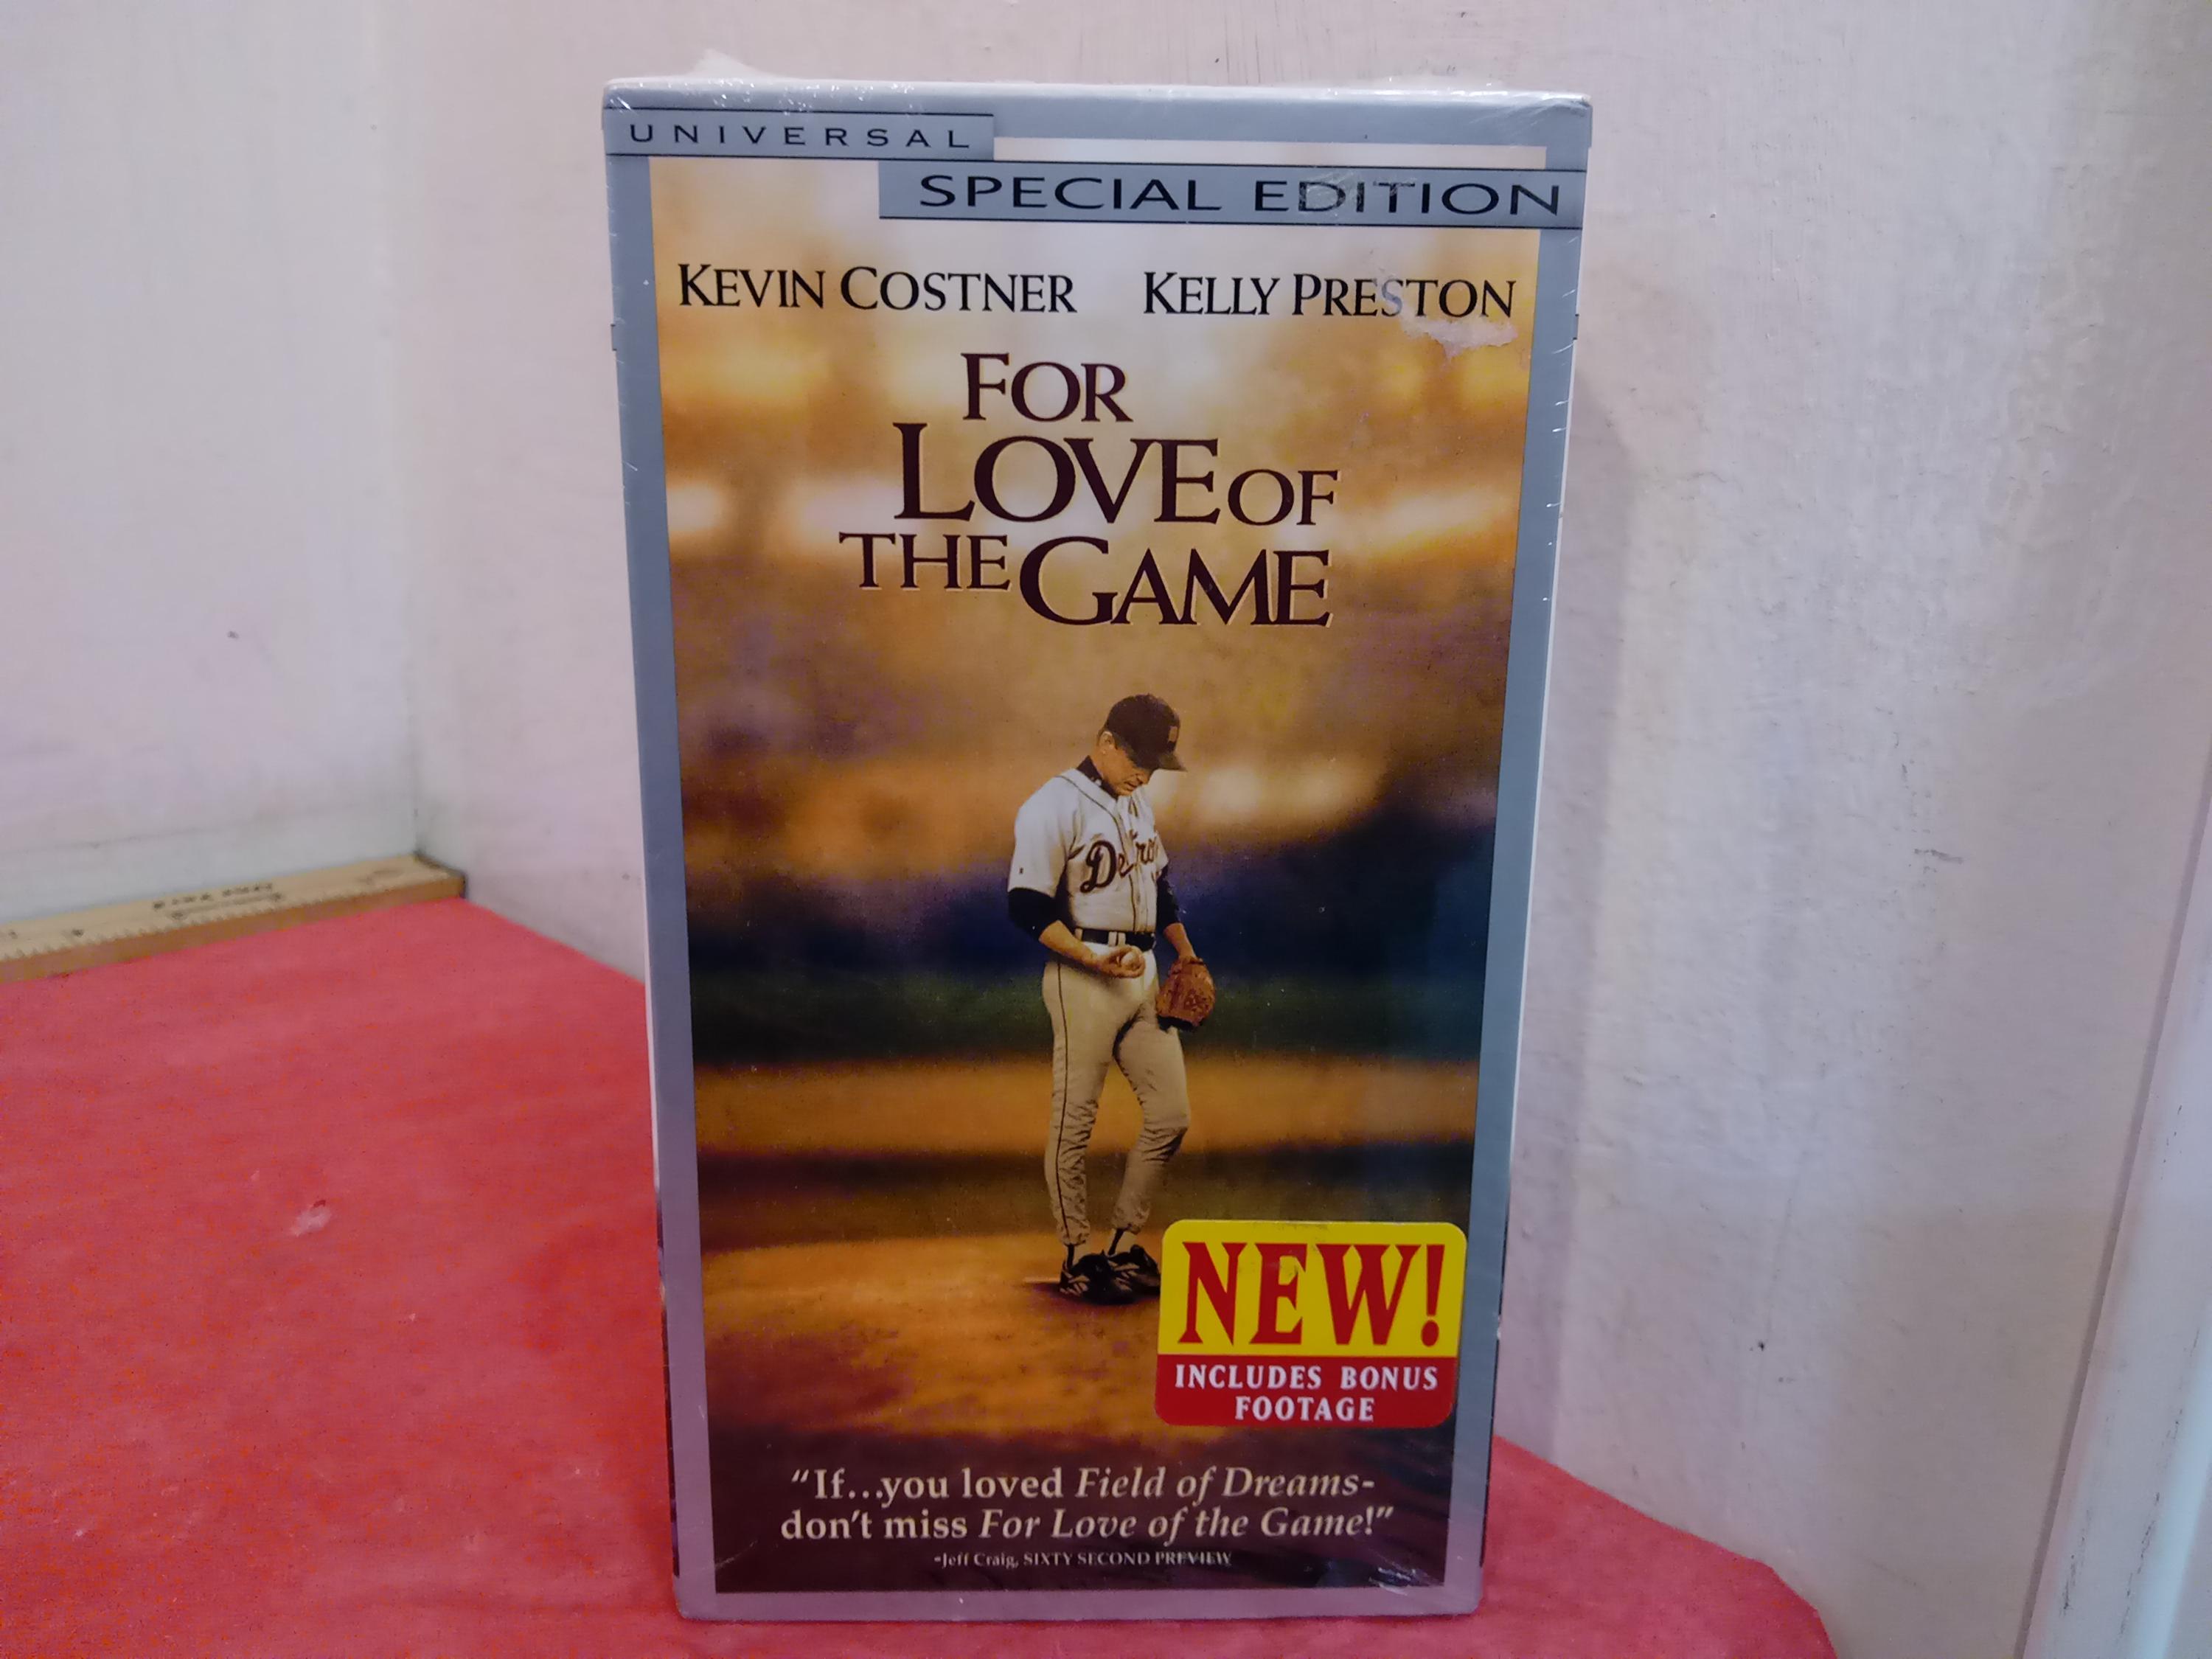 UNIVERSAL
SPECIAL EDITION
KEVIN COSTNER KELLY PRESTON
FOR
LOVE OF
THE GAME
Detro
NEW!
INCLUDES BONUS
FOOTAGE
“If...you loved Field of Dreams-
don't miss For Love of the Game!”
-Jeff Craig, SIXTY SECOND PREVIEW